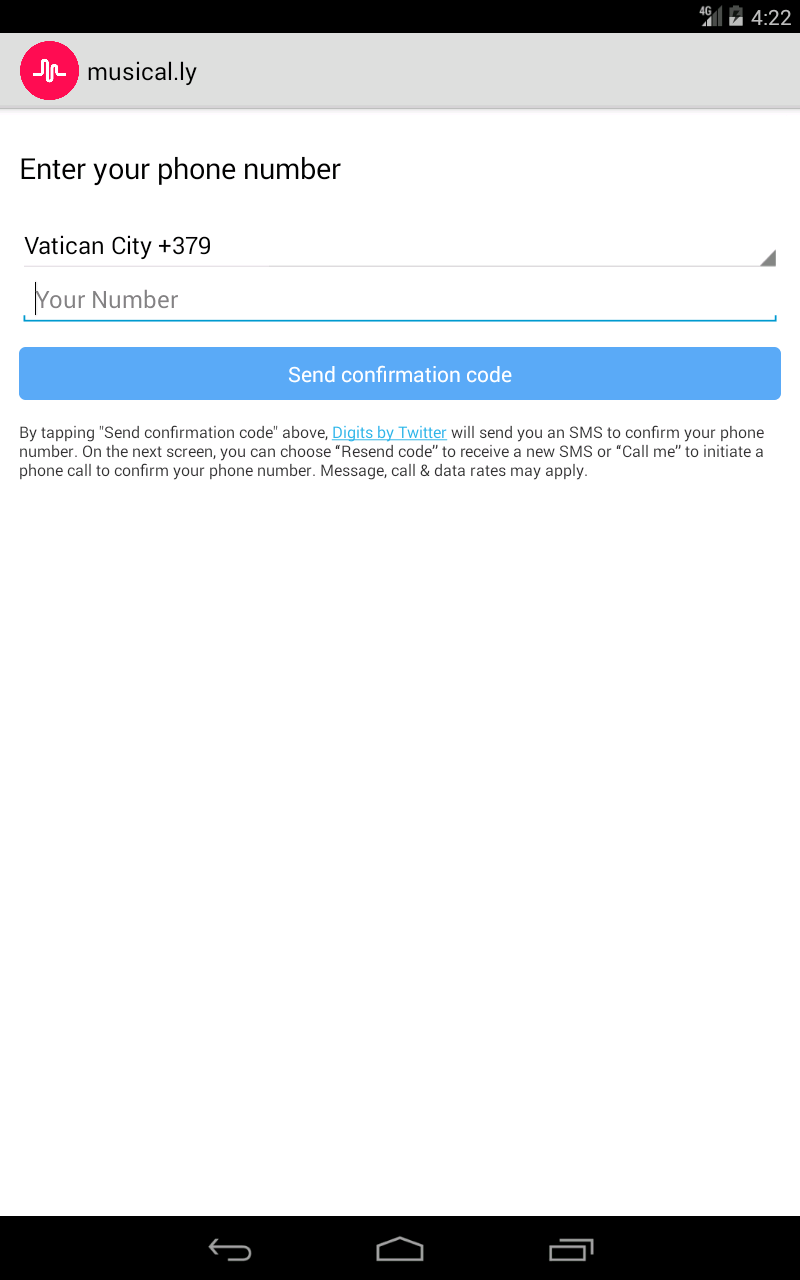 4G 4:22
musical.ly
Enter your phone number
Vatican City +379
Your Number
Send confirmation code
By tapping "Send confirmation code" above, Digits by Twitter will send you an SMS to confirm your phone
number. On the next screen, you can choose “Resend code” to receive a new SMS or “Call me” to initiate a
phone call to confirm your phone number. Message, call & data rates may apply.